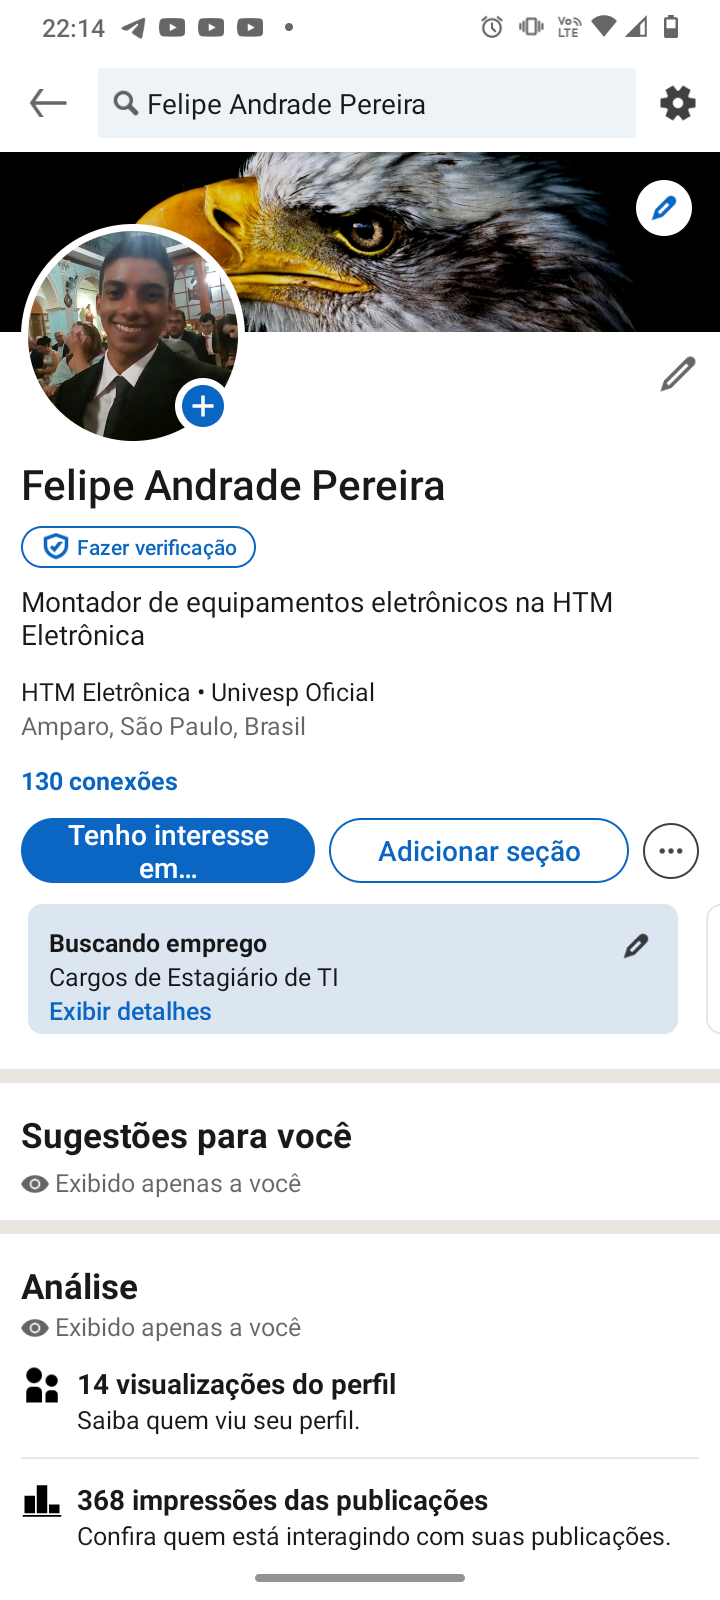 22:14
Vo LTE
Felipe Andrade Pereira
Felipe Andrade Pereira
Fazer verificação
Montador de equipamentos eletrônicos na HTM
Eletrônica
HTM Eletrônica • Univesp Oficial
Amparo, São Paulo, Brasil
130 conexões
Tenho interesse
em...
Adicionar seção
Buscando emprego
Cargos de Estagiário de TI
Exibir detalhes
Sugestões para você
Exibido apenas a você
Análise
Exibido apenas a você
14 visualizações do perfil
Saiba quem viu seu perfil.
368 impressões das publicações
Confira quem está interagindo com suas publicações.